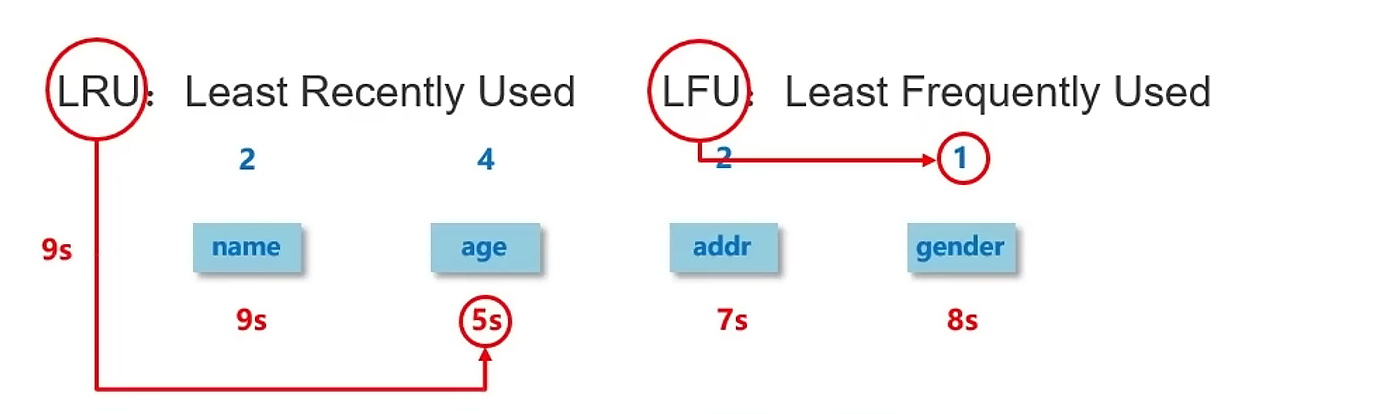 LRU： Least Recently Used LFU： Least Frequently Used
2 4 2 1
9s name age addr gender
9s 5s 7s 8s